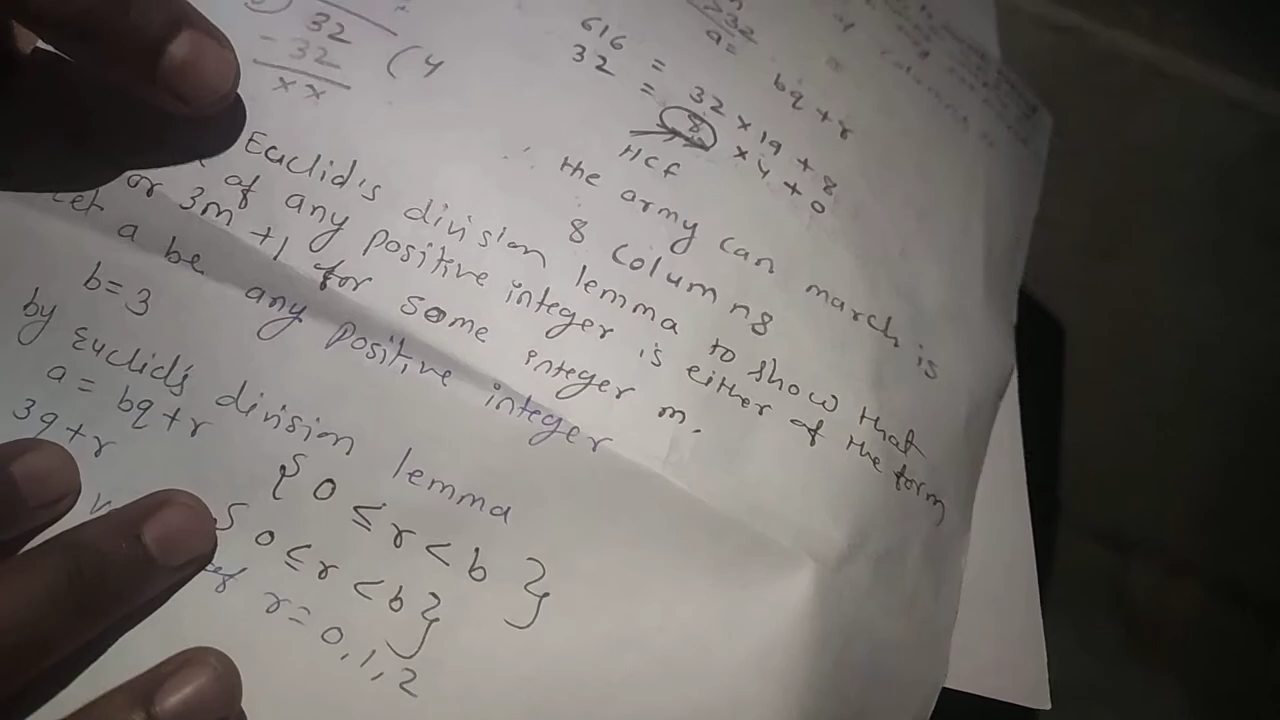 32
- 32 ( 4
x x
a = bq + r
616 = 32 x 19 + 8
32 = 8 x 4 + 0
HCF
∴ the army can march is
8 columns
Euclid's division lemma to show that
of any positive integer is either of the form
or 3m +1 for some integer m.
Let a be any positive integer
b = 3
by Euclid's division lemma
a = bq + r { 0 ≤ r < b }
3q + r { 0 ≤ r < b }
r = 0, 1, 2